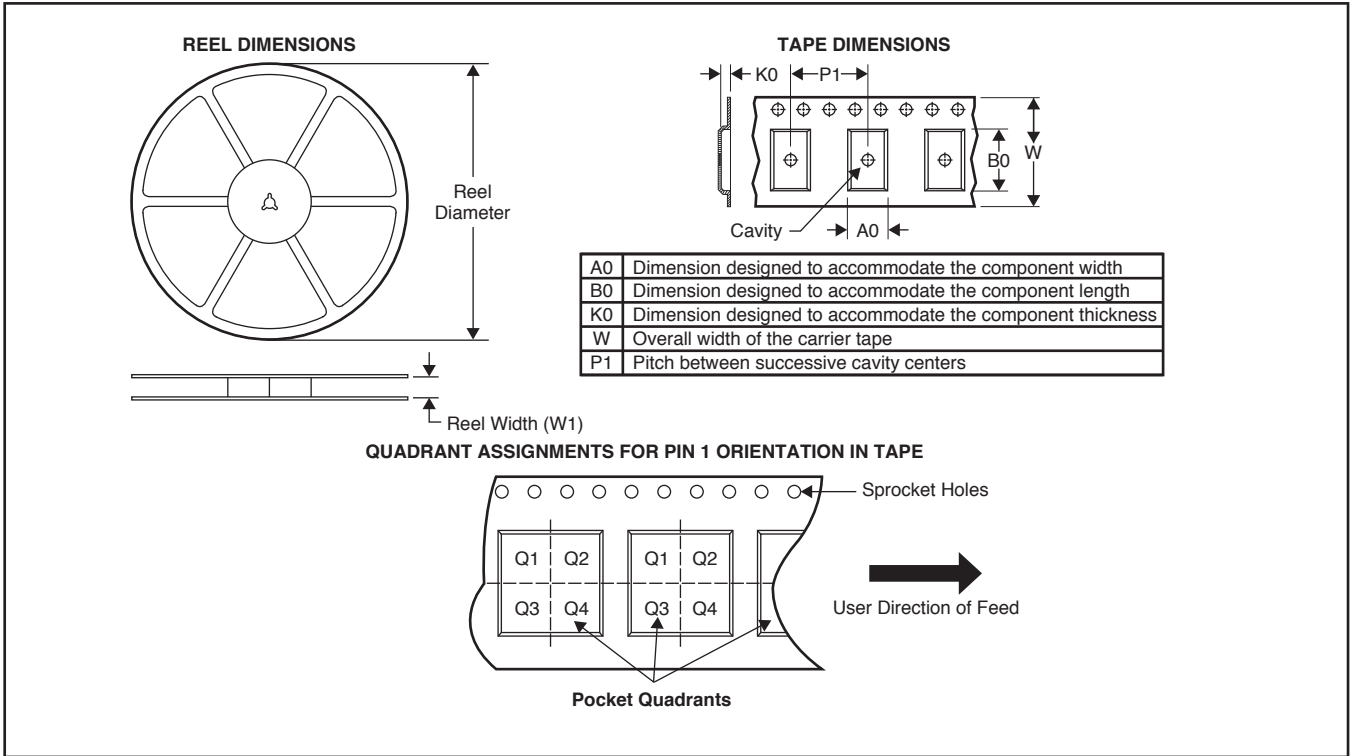 REEL DIMENSIONS
Reel
Diameter
Reel Width (W1)
TAPE DIMENSIONS
K0
P1
B0
W
Cavity
A0
A0 Dimension designed to accommodate the component width
B0 Dimension designed to accommodate the component length
K0 Dimension designed to accommodate the component thickness
W Overall width of the carrier tape
P1 Pitch between successive cavity centers
QUADRANT ASSIGNMENTS FOR PIN 1 ORIENTATION IN TAPE
Sprocket Holes
Q1 Q2 Q1 Q2
Q3 Q4 Q3 Q4
User Direction of Feed
Pocket Quadrants